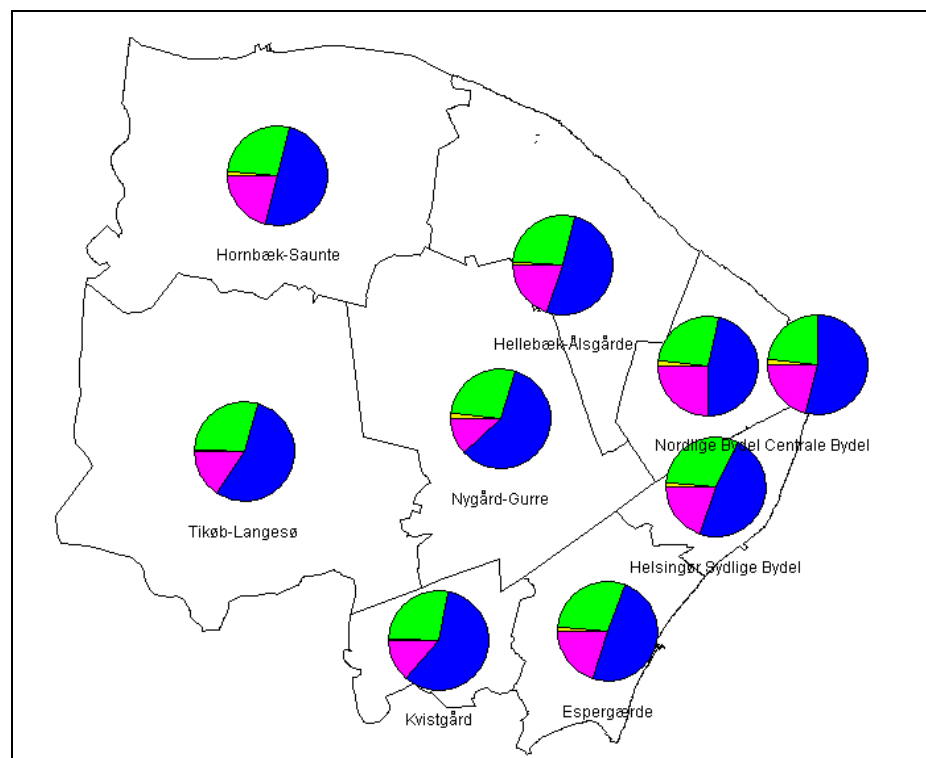 Hornbæk-Saunte
Hellebæk-Ålsgårde
Nordlige Bydel Centrale Bydel
Nygård-Gurre
Tikøb-Langesø
Helsingør Sydlige Bydel
Kvistgård
Espergærde